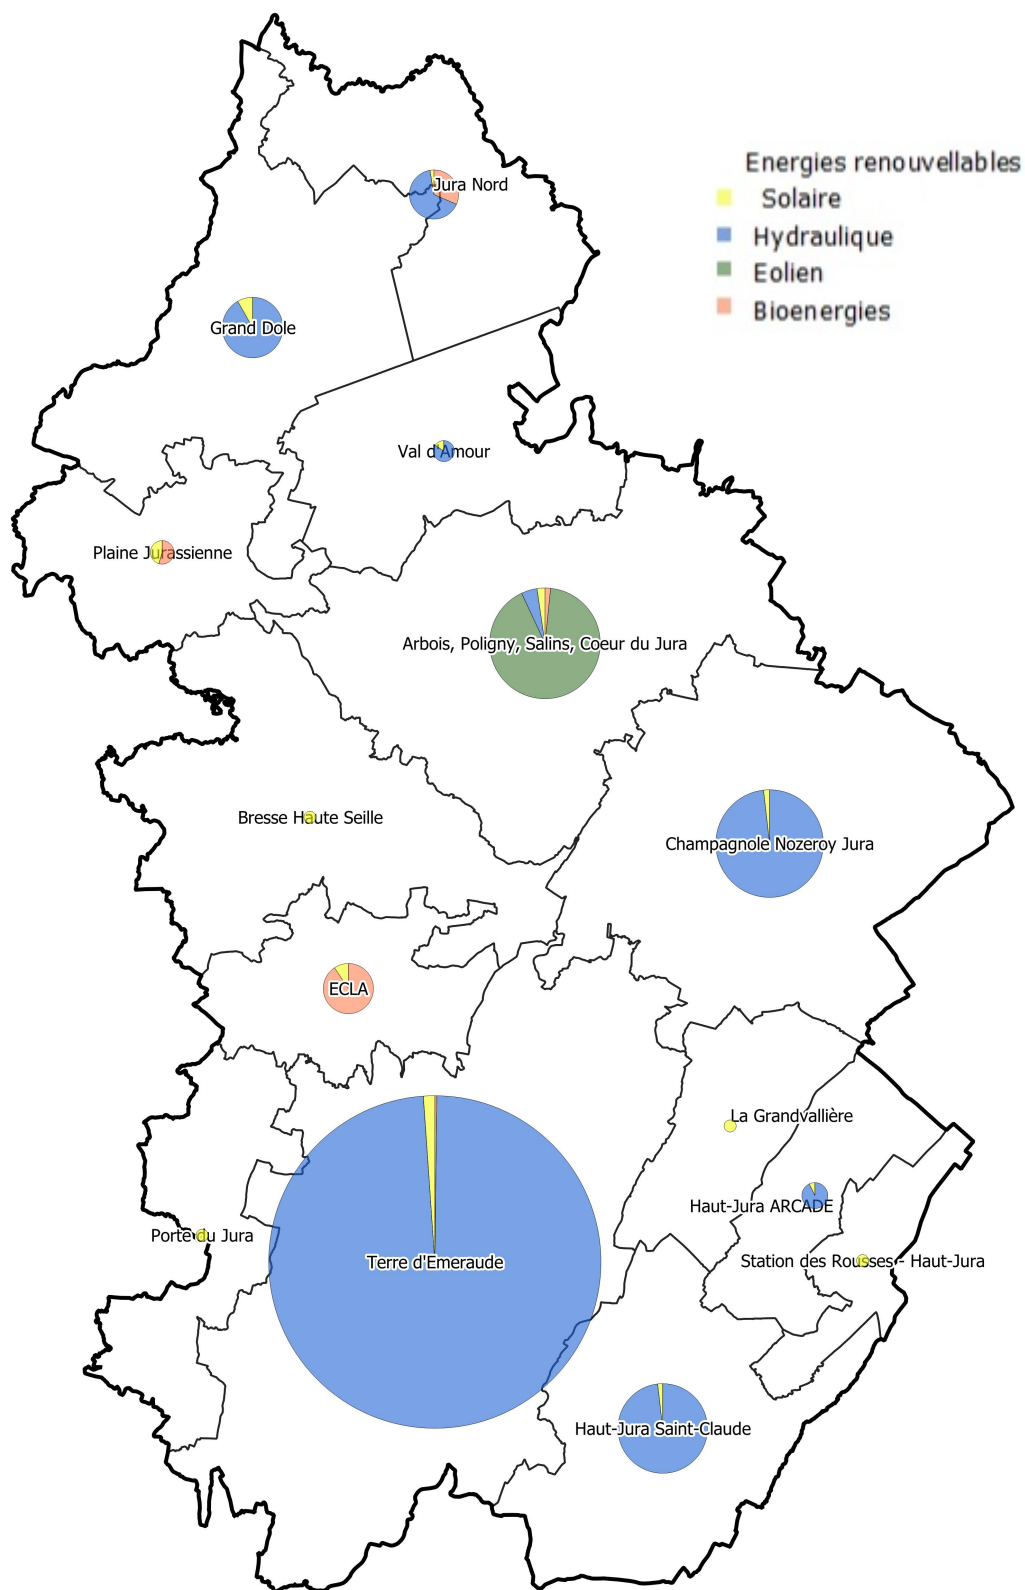 Energies renouvellables
Solaire
Hydraulique
Eolien
Bioenergies
Jura Nord
Grand Dole
Val d'Amour
Plaine Jurassienne
Arbois, Poligny, Salins, Coeur du Jura
Bresse Haute Seille
Champagnole Nozeroy Jura
ECLA
La Grandvallière
Haut-Jura ARCADE
Porte du Jura
Station des Rousses - Haut-Jura
Terre d'Emeraude
Haut-Jura Saint-Claude